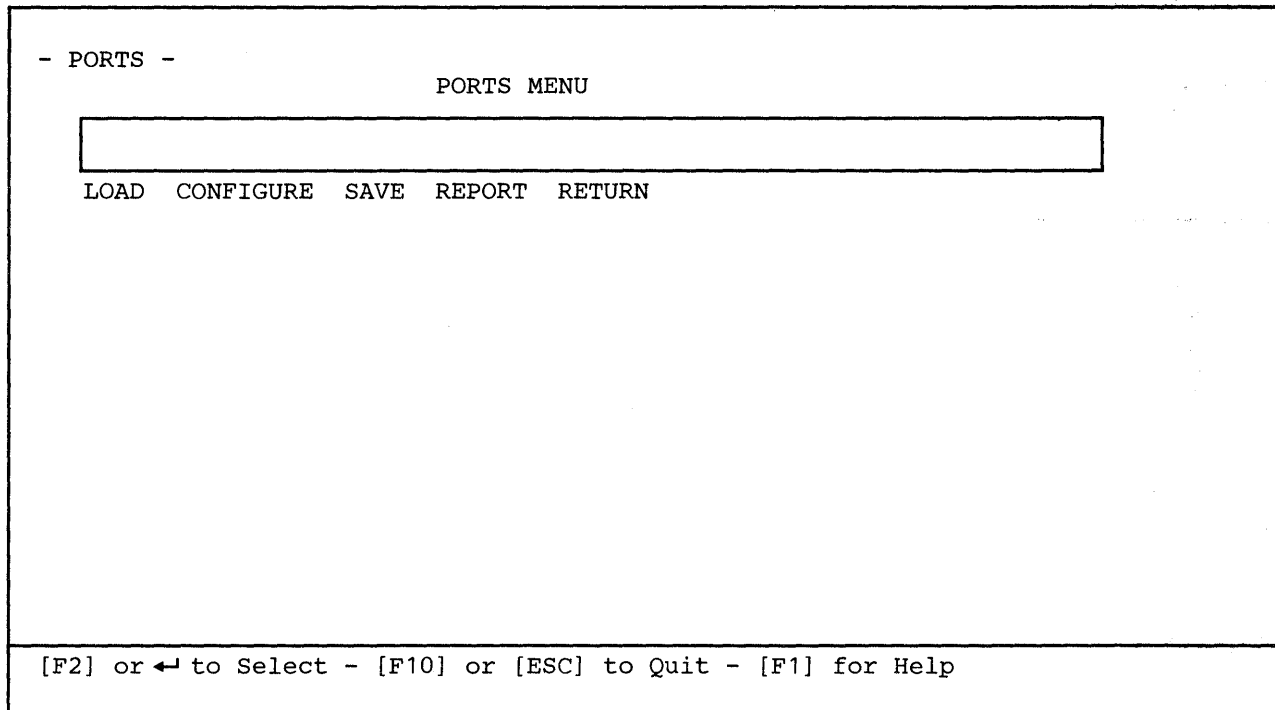 - PORTS -
PORTS MENU
LOAD CONFIGURE SAVE REPORT RETURN
[F2] or ↵ to Select - [F10] or [ESC] to Quit - [F1] for Help